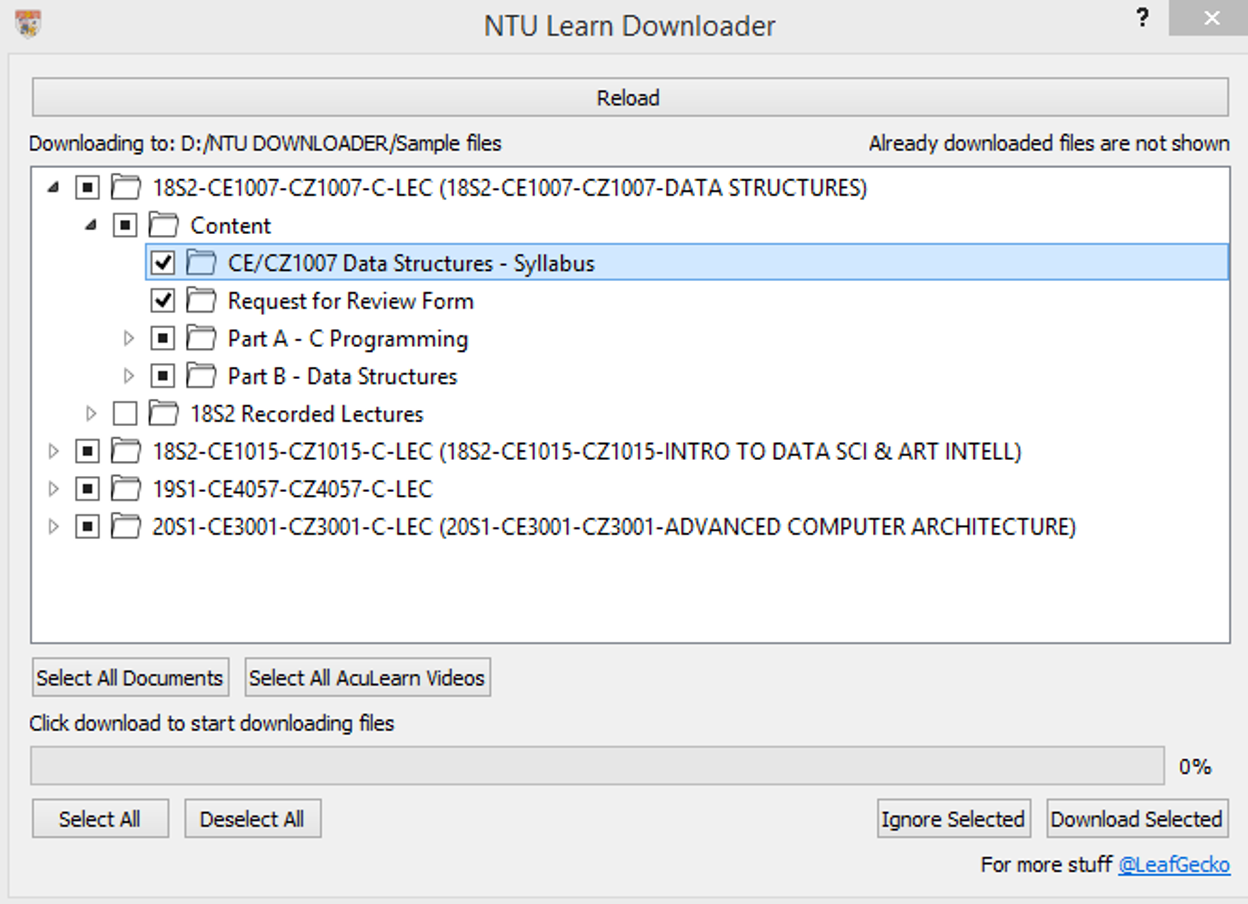 NTU Learn Downloader
?
Reload
Downloading to: D:/NTU DOWNLOADER/Sample files
Already downloaded files are not shown
18S2-CE1007-CZ1007-C-LEC (18S2-CE1007-CZ1007-DATA STRUCTURES)
Content
CE/CZ1007 Data Structures - Syllabus
Request for Review Form
Part A - C Programming
Part B - Data Structures
18S2 Recorded Lectures
18S2-CE1015-CZ1015-C-LEC (18S2-CE1015-CZ1015-INTRO TO DATA SCI & ART INTELL)
19S1-CE4057-CZ4057-C-LEC
20S1-CE3001-CZ3001-C-LEC (20S1-CE3001-CZ3001-ADVANCED COMPUTER ARCHITECTURE)
Select All Documents
Select All AcuLearn Videos
Click download to start downloading files
0%
Select All
Deselect All
Ignore Selected
Download Selected
For more stuff @LeafGecko